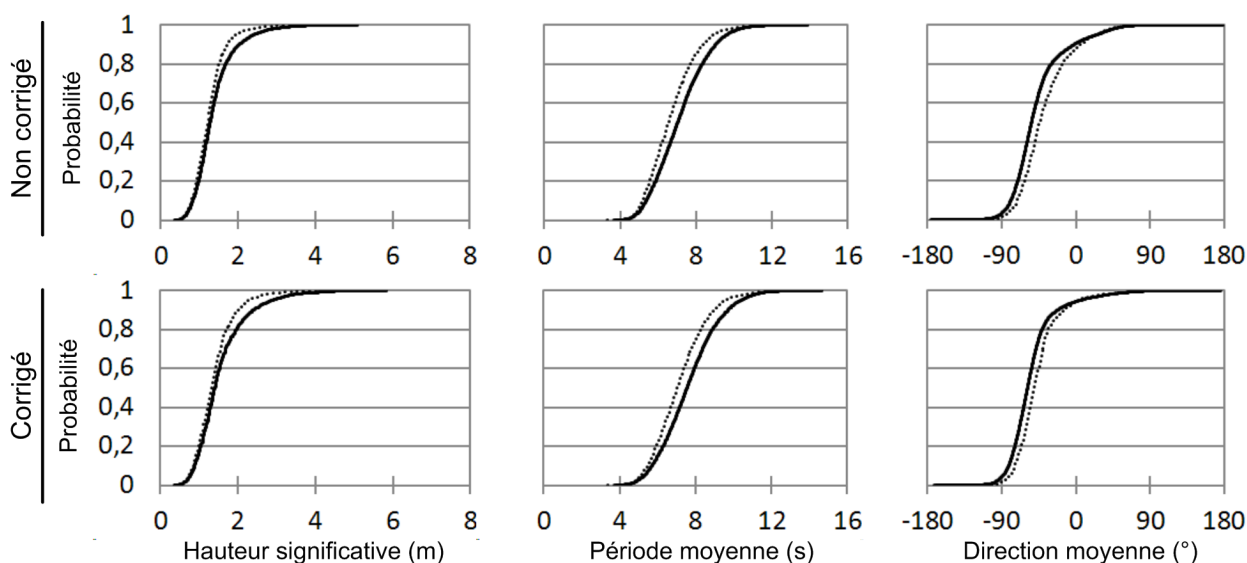 Non corrigé
Probabilité
1
0,8
0,6
0,4
0,2
0
0 2 4 6 8
0 4 8 12 16
-180 -90 0 90 180
Corrigé
Probabilité
1
0,8
0,6
0,4
0,2
0
0 2 4 6 8
0 4 8 12 16
-180 -90 0 90 180
Hauteur significative (m)
Période moyenne (s)
Direction moyenne (°)